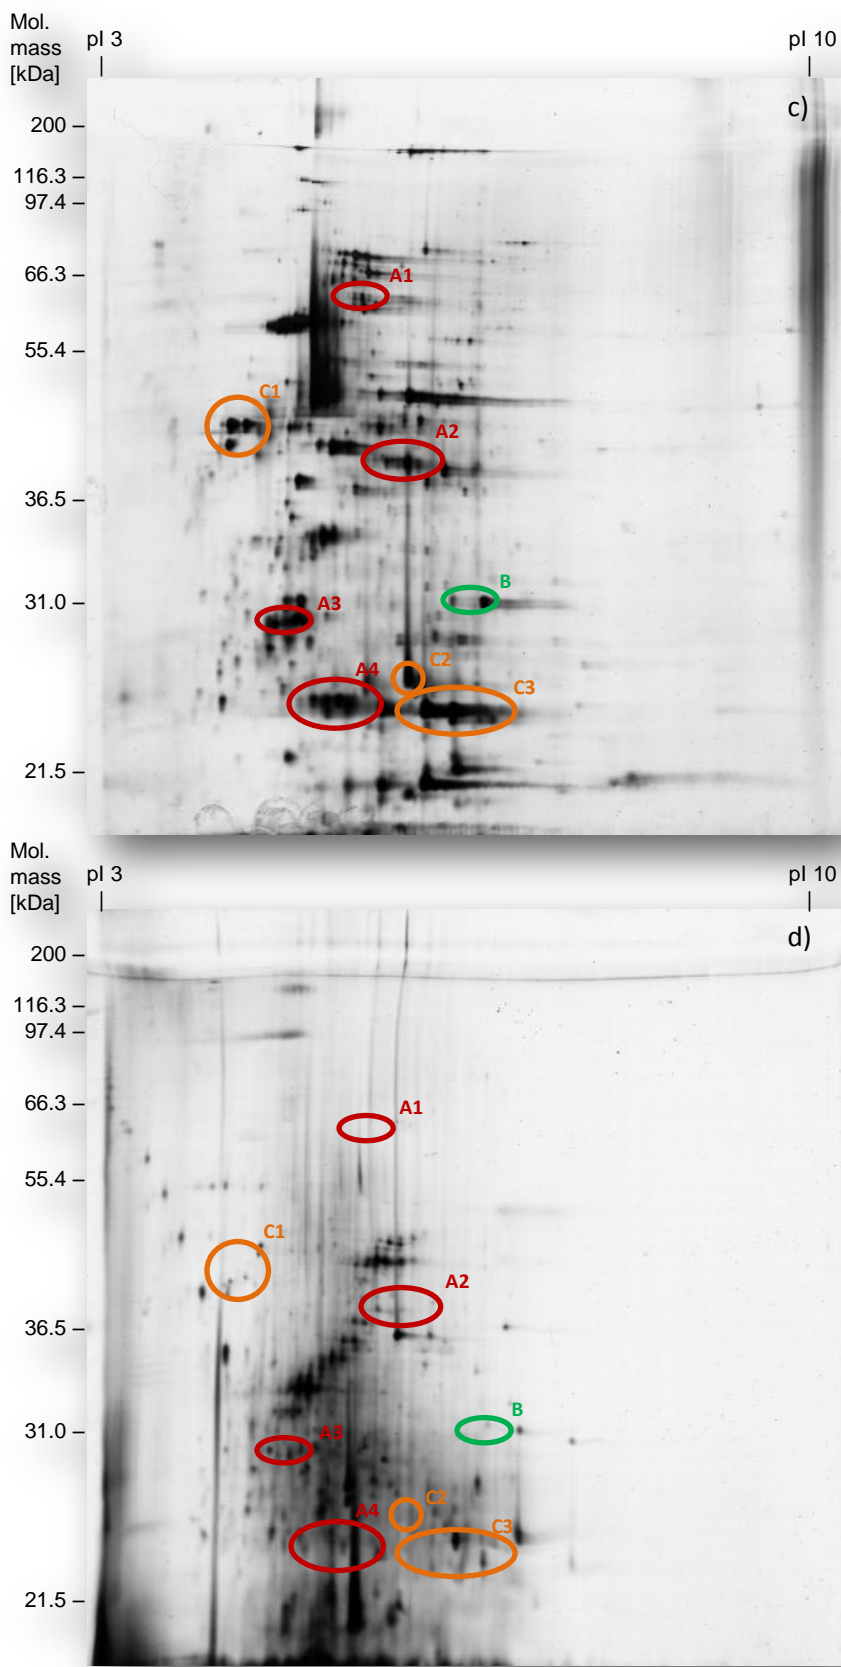 Mol.
mass
[kDa]
pI 3
pI 10
c)
200
116.3
97.4
66.3
A1
55.4
C1
A2
36.5
31.0
B
A3
A4
C2
C3
21.5
Mol.
mass
[kDa]
pI 3
pI 10
d)
200
116.3
97.4
66.3
A1
55.4
C1
A2
36.5
31.0
B
A3
C2
A4
C3
21.5